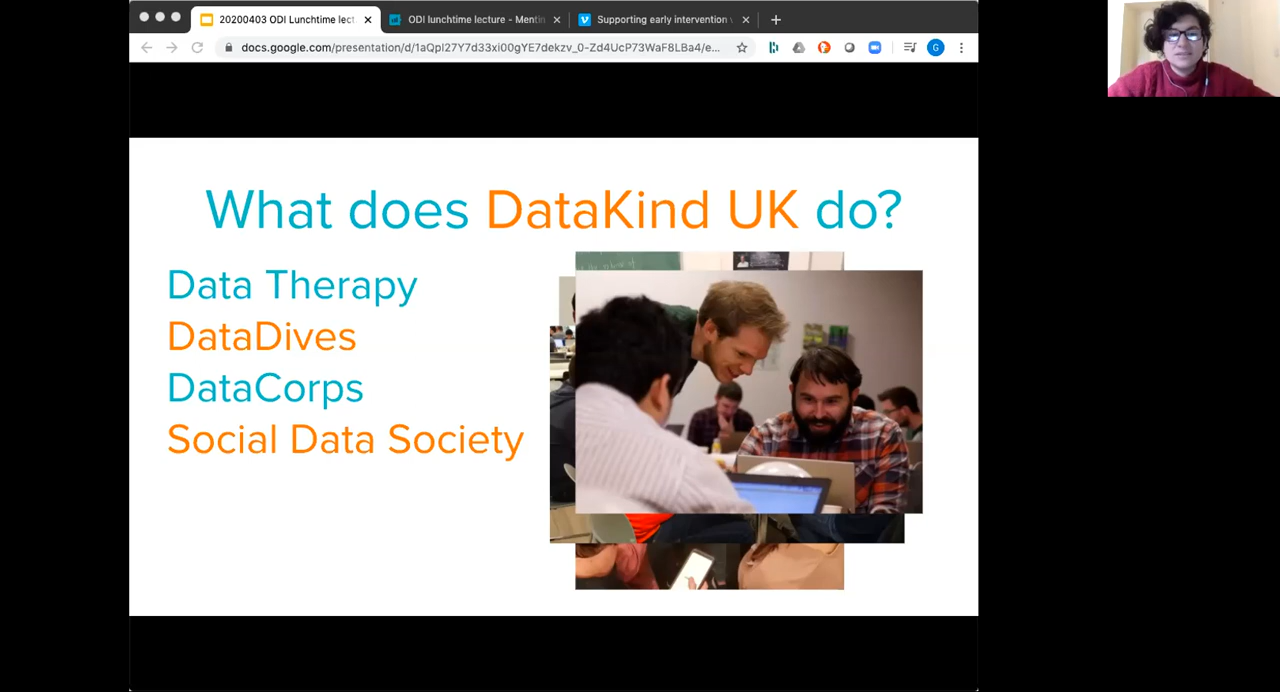 20200403 ODI Lunchtime lect
ODI lunchtime lecture - Mentin
Supporting early intervention v
docs.google.com/presentation/d/1aQpI27Y7d33xi00gYE7dekzv_0-Zd4UcP73WaF8LBa4/e...
G
What does DataKind UK do?
Data Therapy
DataDives
DataCorps
Social Data Society